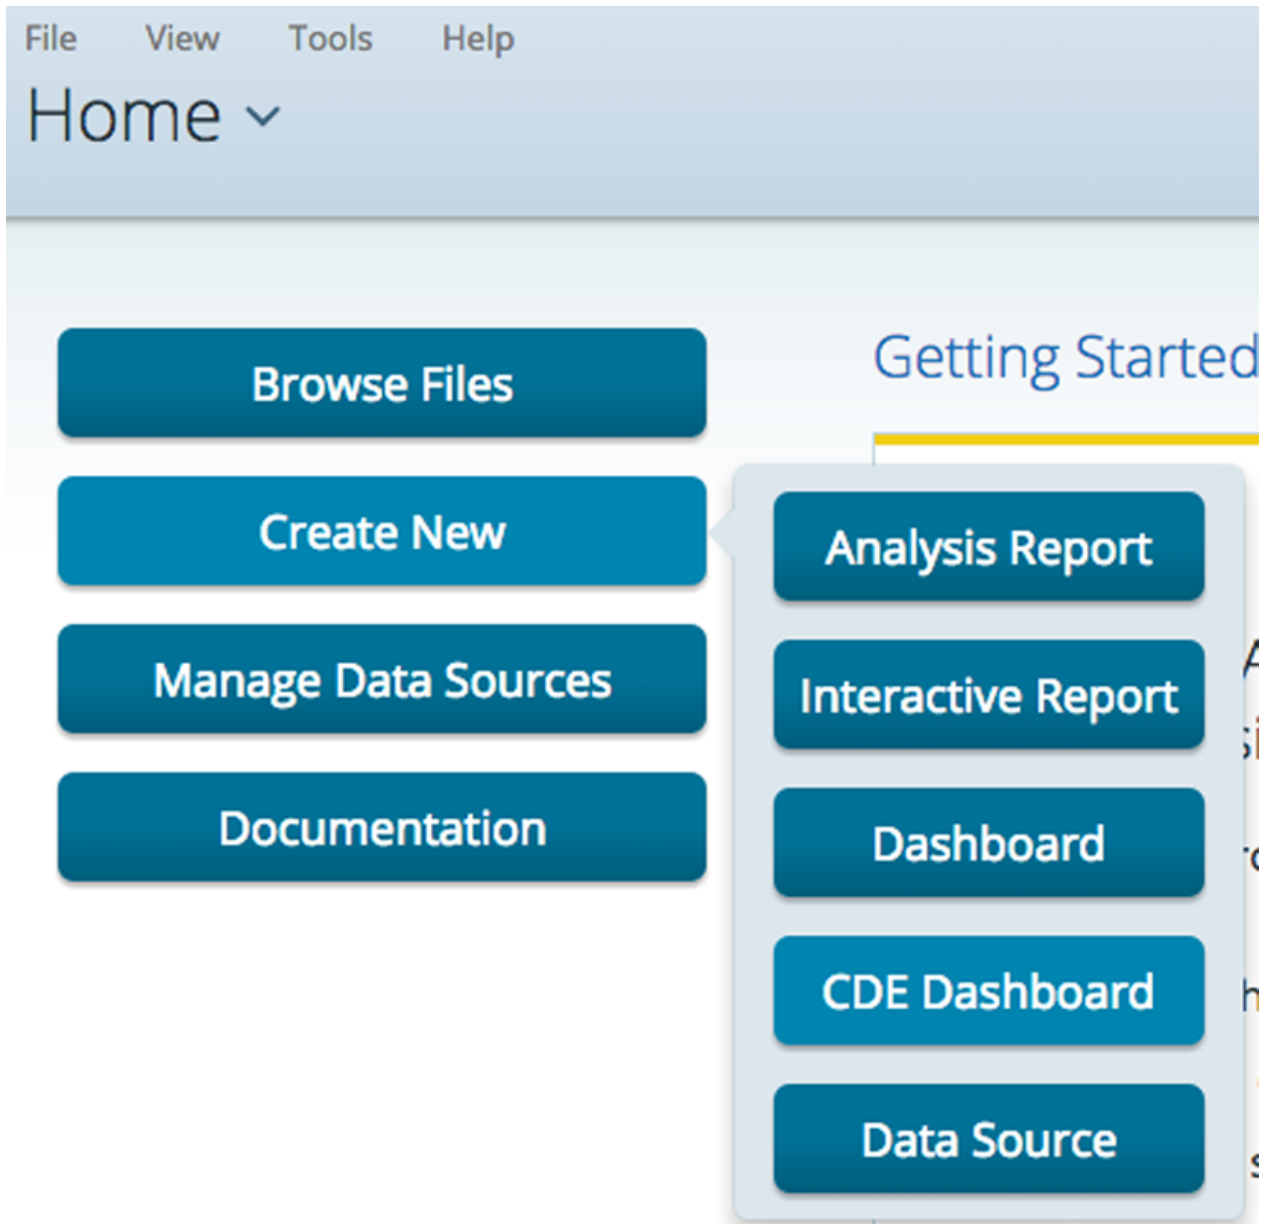 File View Tools Help
Home
Browse Files
Create New
Manage Data Sources
Documentation
Getting Started
Analysis Report
Interactive Report
Dashboard
CDE Dashboard
Data Source